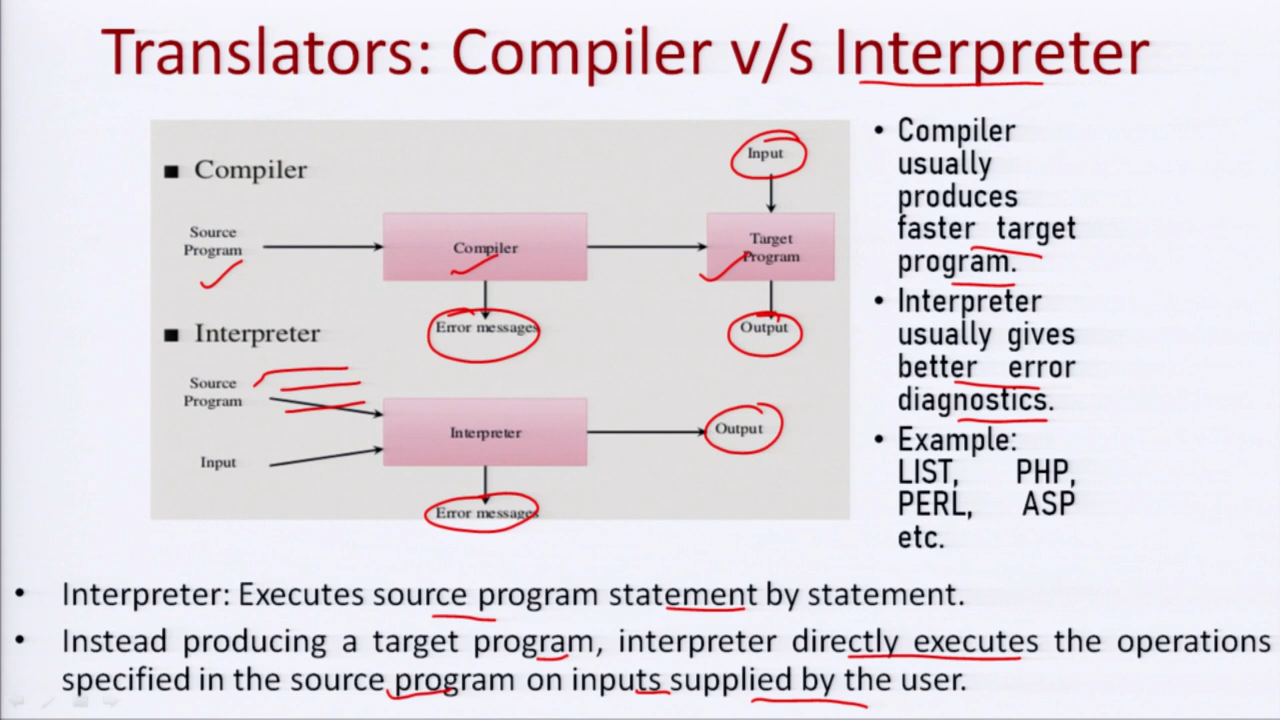 Translators: Compiler v/s Interpreter
■ Compiler
Source
Program
Compiler
Error messages
Input
Target
Program
Output
■ Interpreter
Source
Program
Input
Interpreter
Error messages
Output
• Compiler
usually
produces
faster target
program.
• Interpreter
usually gives
better error
diagnostics.
• Example:
LIST, PHP,
PERL, ASP
etc.
• Interpreter: Executes source program statement by statement.
• Instead producing a target program, interpreter directly executes the operations
specified in the source program on inputs supplied by the user.